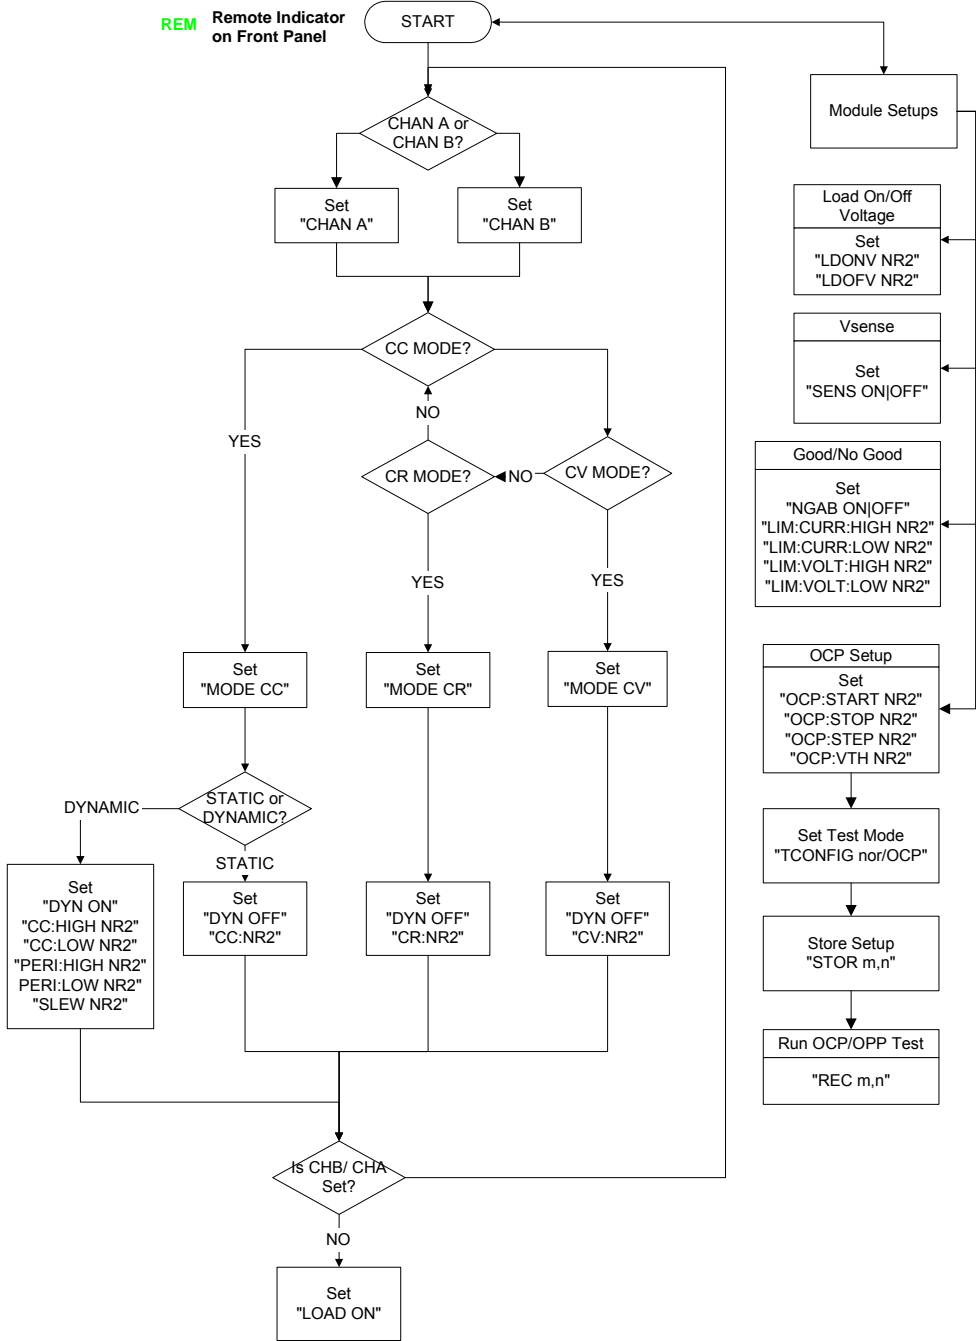 REM
Remote Indicator
on Front Panel
START
CHAN A or
CHAN B?
Set
"CHAN A"
Set
"CHAN B"
CC MODE?
NO
YES
CR MODE?
NO
CV MODE?
YES
YES
Set
"MODE CC"
Set
"MODE CR"
Set
"MODE CV"
STATIC or
DYNAMIC?
DYNAMIC
STATIC
Set
"DYN ON"
"CC:HIGH NR2"
"CC:LOW NR2"
"PERI:HIGH NR2"
PERI:LOW NR2"
"SLEW NR2"
Set
"DYN OFF"
"CC:NR2"
Set
"DYN OFF"
"CR:NR2"
Set
"DYN OFF"
"CV:NR2"
Is CHB/ CHA
Set?
NO
Set
"LOAD ON"
Module Setups
Load On/Off
Voltage
Set
"LDONV NR2"
"LDOFV NR2"
Vsense
Set
"SENS ON|OFF"
Good/No Good
Set
"NGAB ON|OFF"
"LIM:CURR:HIGH NR2"
"LIM:CURR:LOW NR2"
"LIM:VOLT:HIGH NR2"
"LIM:VOLT:LOW NR2"
OCP Setup
Set
"OCP:START NR2"
"OCP:STOP NR2"
"OCP:STEP NR2"
"OCP:VTH NR2"
Set Test Mode
"TCONFIG nor/OCP"
Store Setup
"STOR m,n"
Run OCP/OPP Test
"REC m,n"